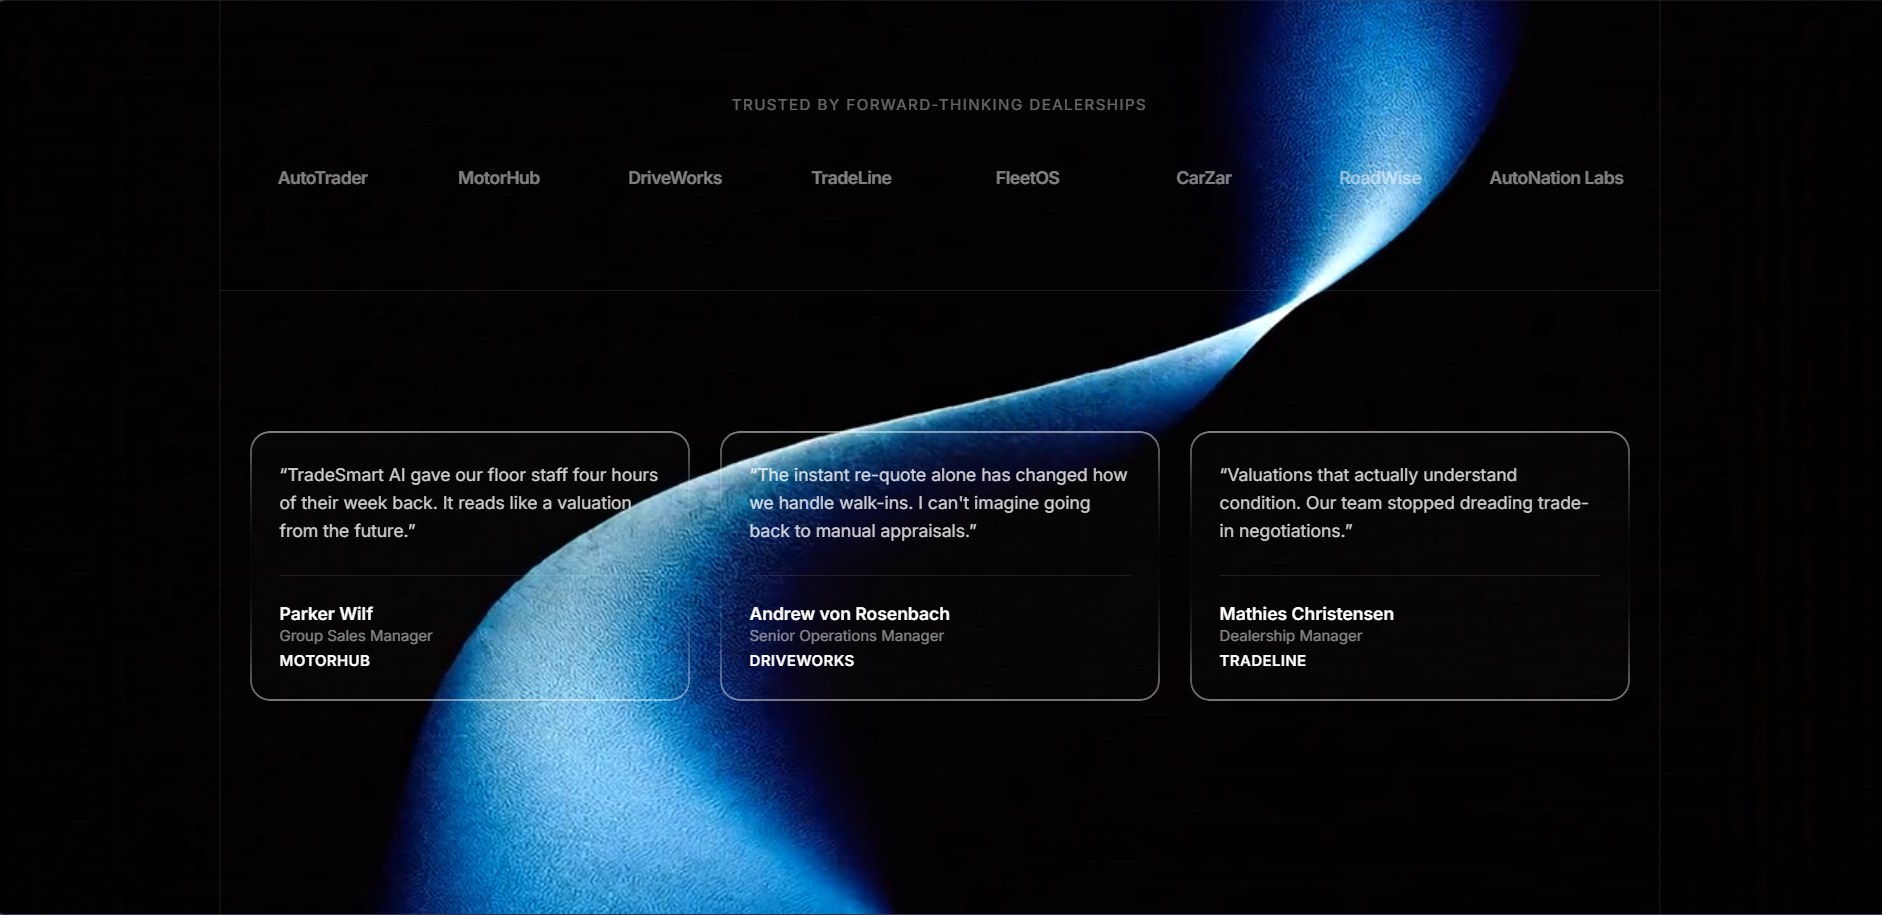 TRUSTED BY FORWARD-THINKING DEALERSHIPS
AutoTrader MotorHub DriveWorks TradeLine FleetOS CarZar RoadWise AutoNation Labs
“TradeSmart AI gave our floor staff four hours
of their week back. It reads like a valuation
from the future.”
Parker Wilf
Group Sales Manager
MOTORHUB
“The instant re-quote alone has changed how
we handle walk-ins. I can't imagine going
back to manual appraisals.”
Andrew von Rosenbach
Senior Operations Manager
DRIVEWORKS
“Valuations that actually understand
condition. Our team stopped dreading trade-
in negotiations.”
Mathies Christensen
Dealership Manager
TRADELINE